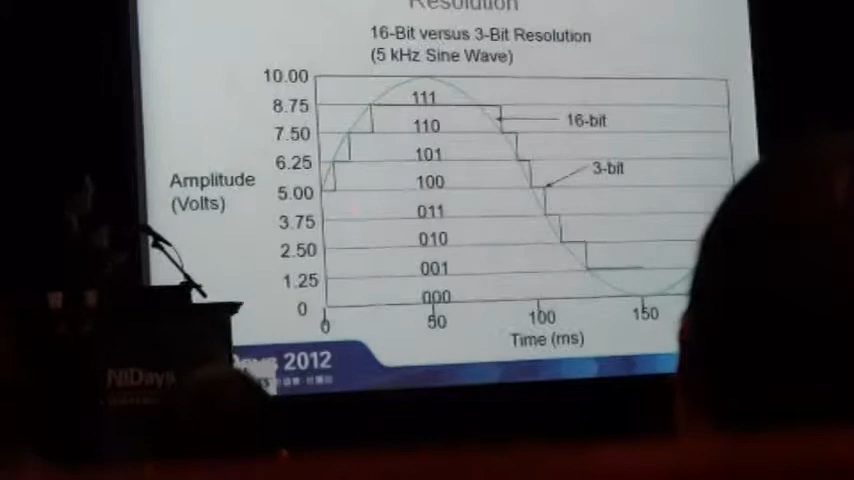 Resolution
16-Bit versus 3-Bit Resolution
(5 kHz Sine Wave)
10.00
8.75
7.50
6.25
5.00
3.75
2.50
1.25
0
Amplitude
(Volts)
111
110
101
100
011
010
001
000
16-bit
3-bit
0
50
100
150
Time (ms)
Days 2012
NIDays